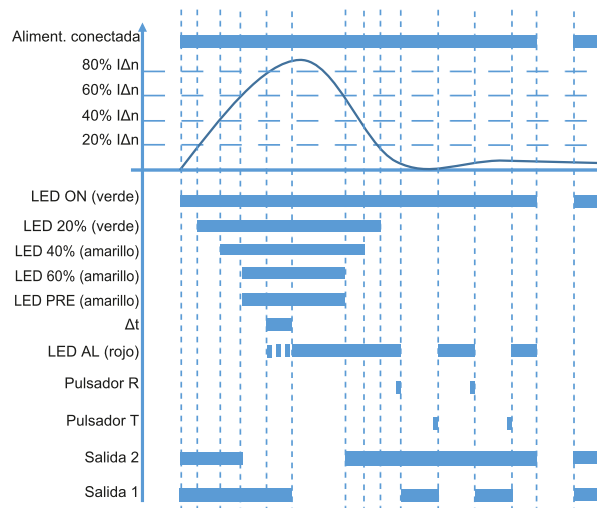 Aliment. conectada
80% IΔn
60% IΔn
40% IΔn
20% IΔn
LED ON (verde)
LED 20% (verde)
LED 40% (amarillo)
LED 60% (amarillo)
LED PRE (amarillo)
Δt
LED AL (rojo)
Pulsador R
Pulsador T
Salida 2
Salida 1